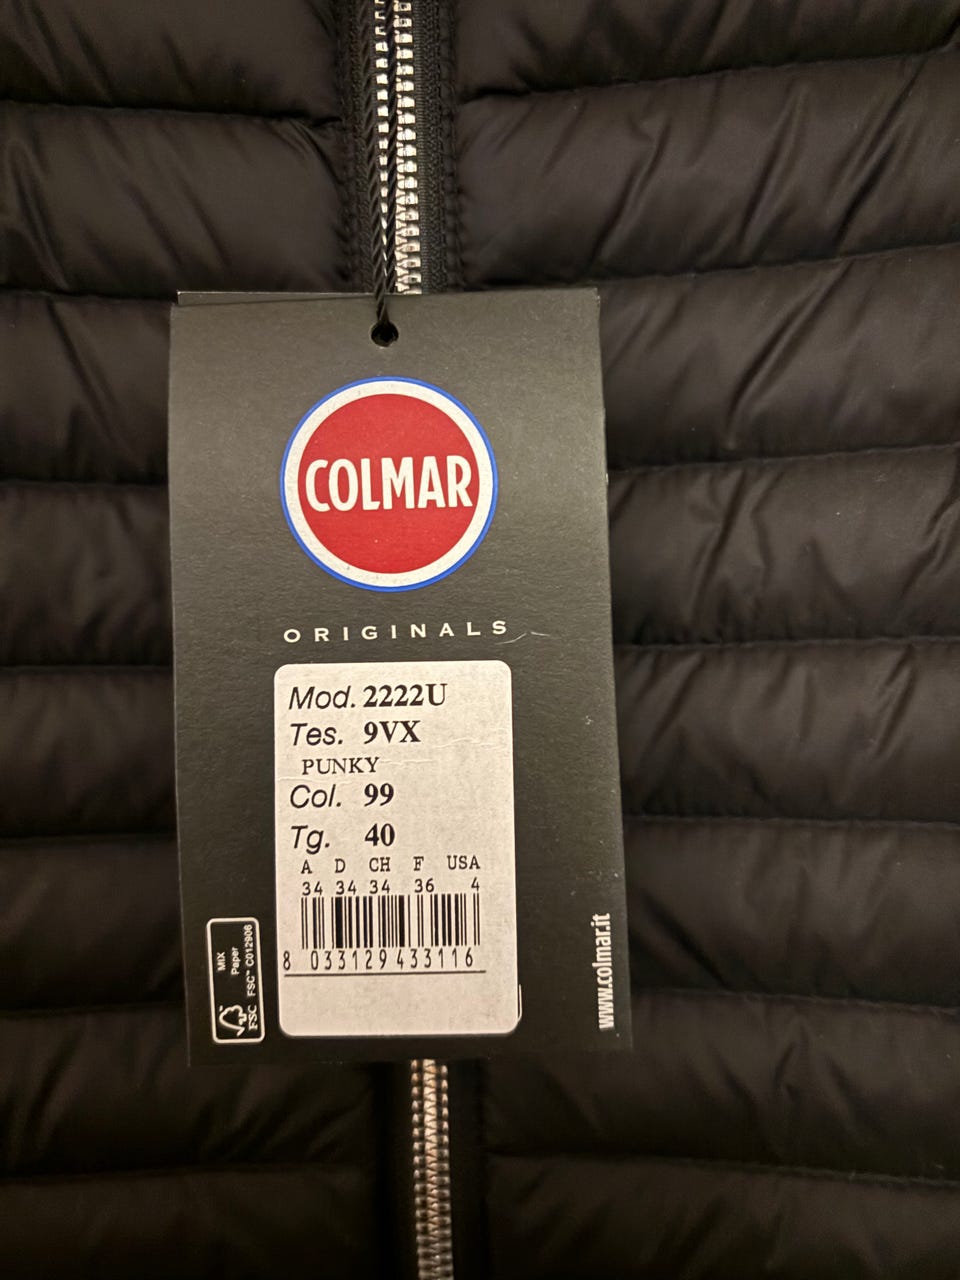 COLMAR
ORIGINALS
Mod. 2222U
Tes. 9VX
PUNKY
Col. 99
Tg. 40
A D CH F USA
34 34 34 36 4
8 033129 433116
MIX
Paper
FSC™ C012906
FSC
www.colmar.it